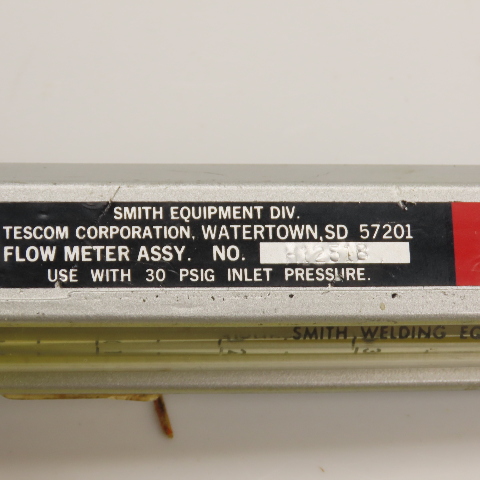 SMITH EQUIPMENT DIV.
TESCOM CORPORATION, WATERTOWN,SD 57201
FLOW METER ASSY. NO.
USE WITH 30 PSIG INLET PRESSURE.
SMITH WELDING